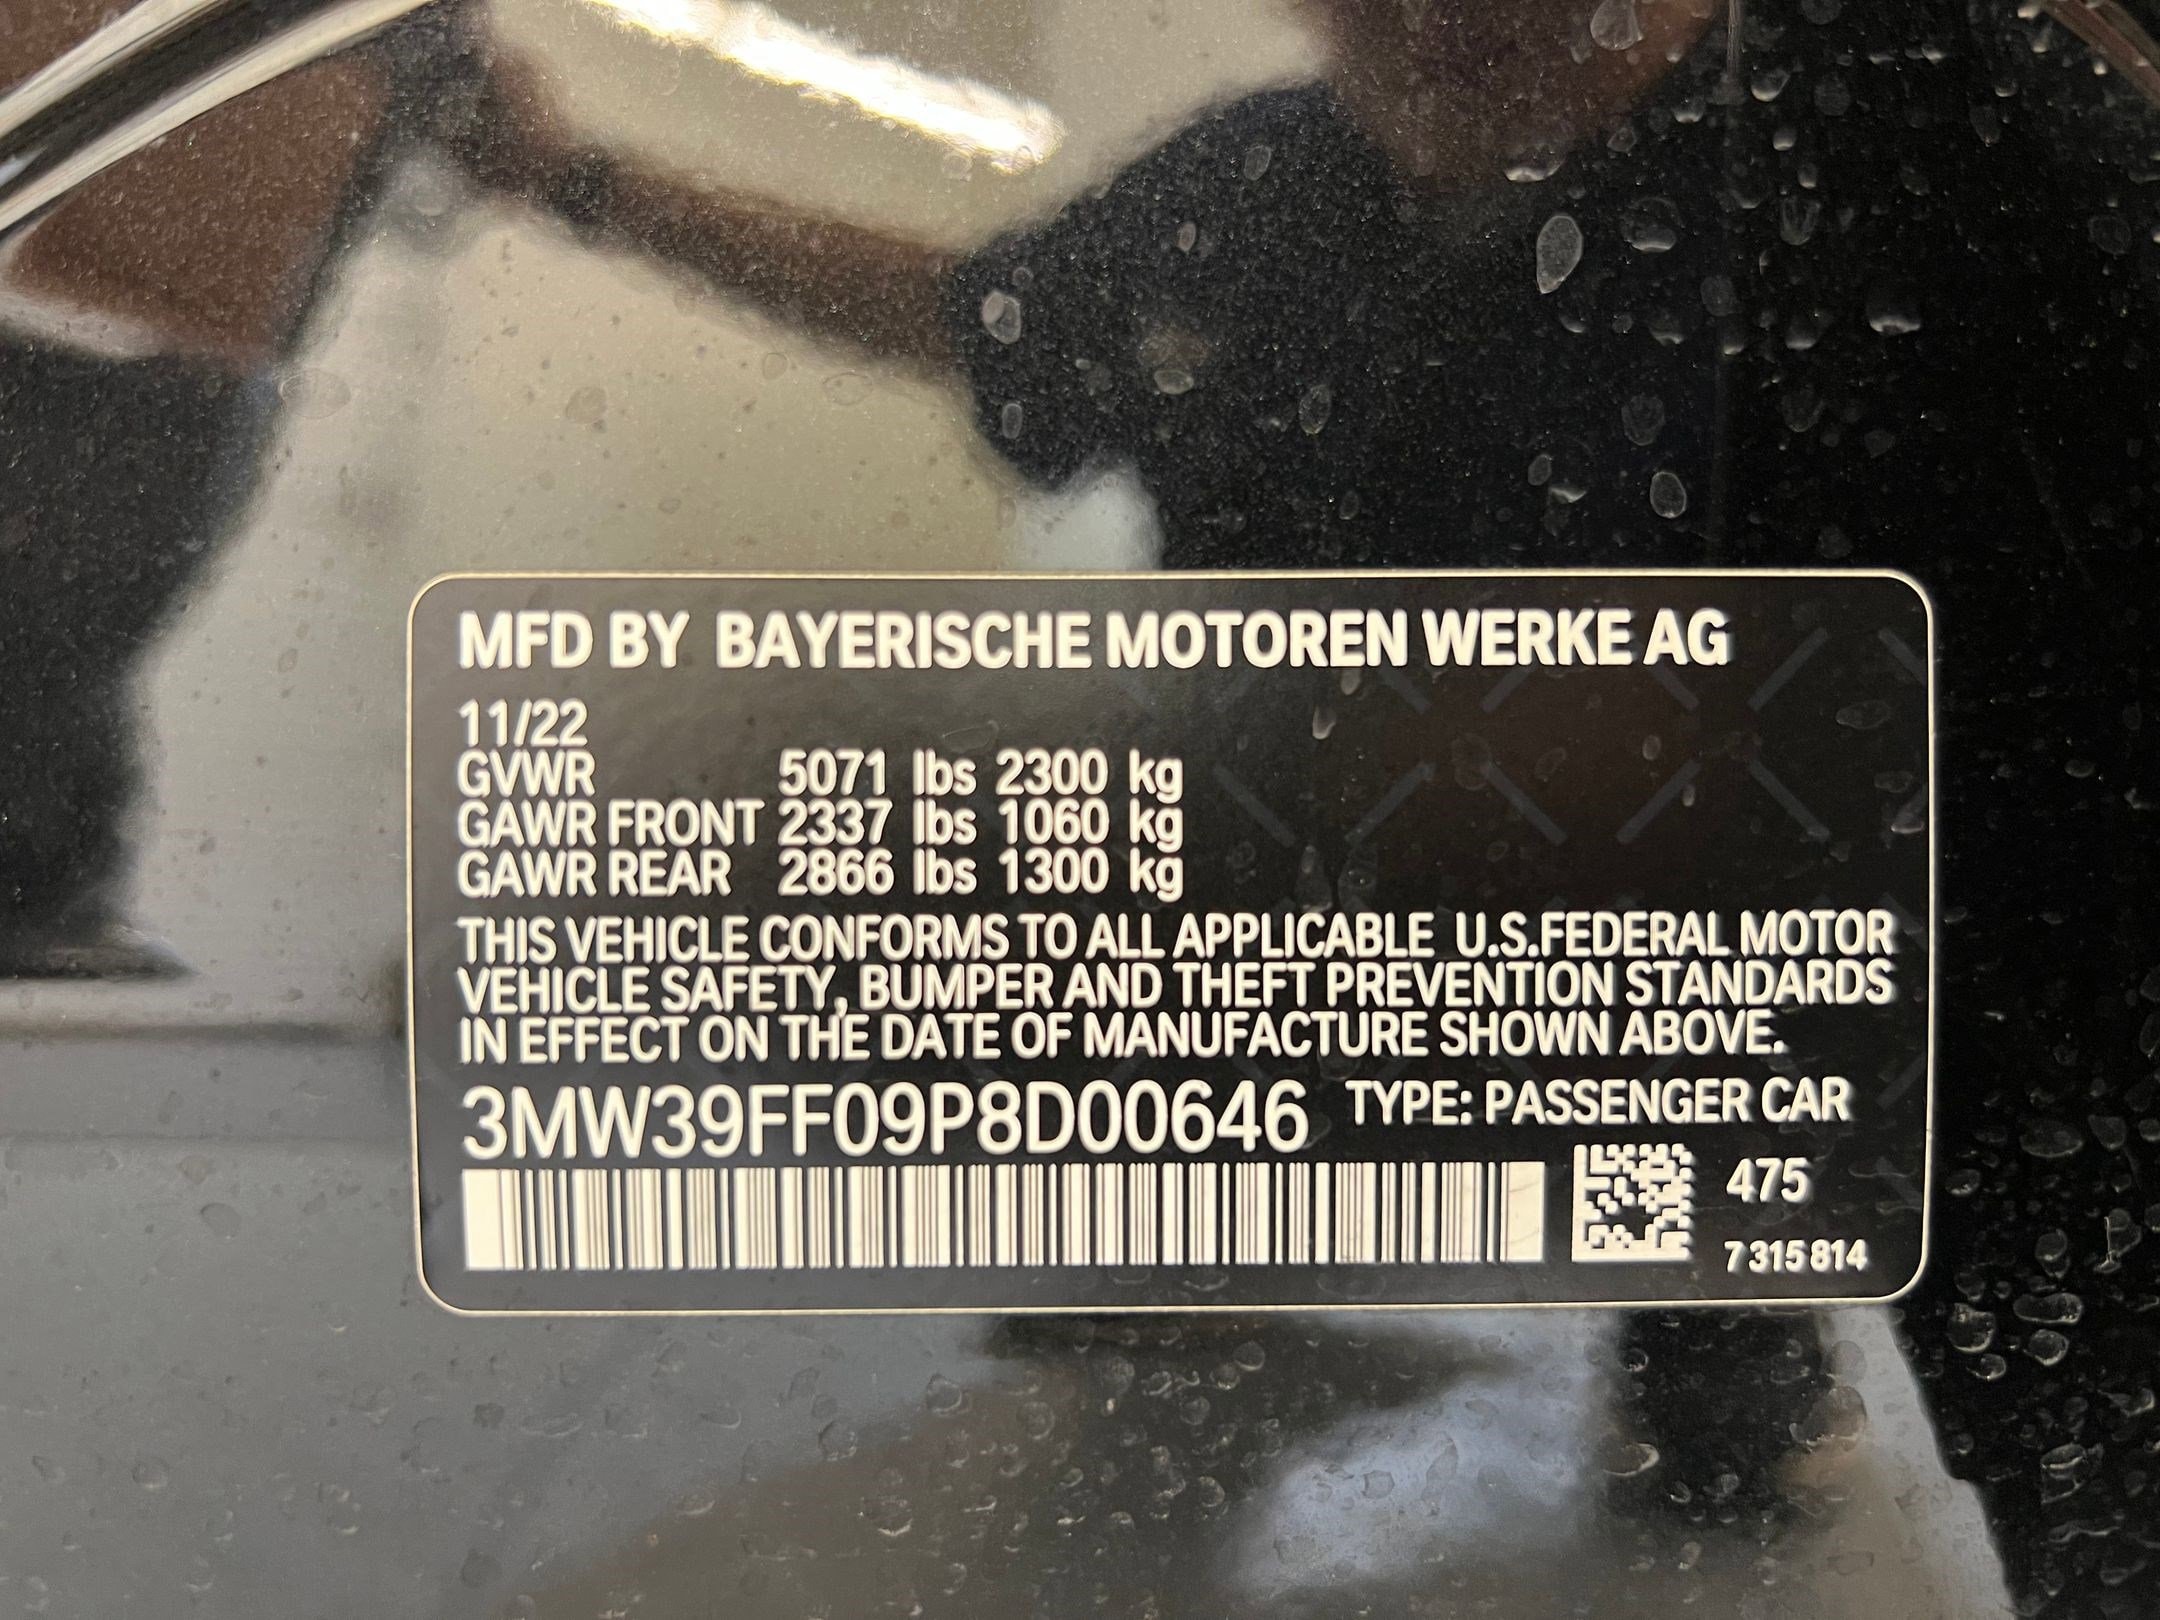 MFD BY BAYERISCHE MOTOREN WERKE AG
11/22
GVWR 5071 lbs 2300 kg
GAWR FRONT 2337 lbs 1060 kg
GAWR REAR 2866 lbs 1300 kg
THIS VEHICLE CONFORMS TO ALL APPLICABLE U.S.FEDERAL MOTOR
VEHICLE SAFETY, BUMPER AND THEFT PREVENTION STANDARDS
IN EFFECT ON THE DATE OF MANUFACTURE SHOWN ABOVE.
3MW39FF09P8D00646 TYPE: PASSENGER CAR
475
7 315 814